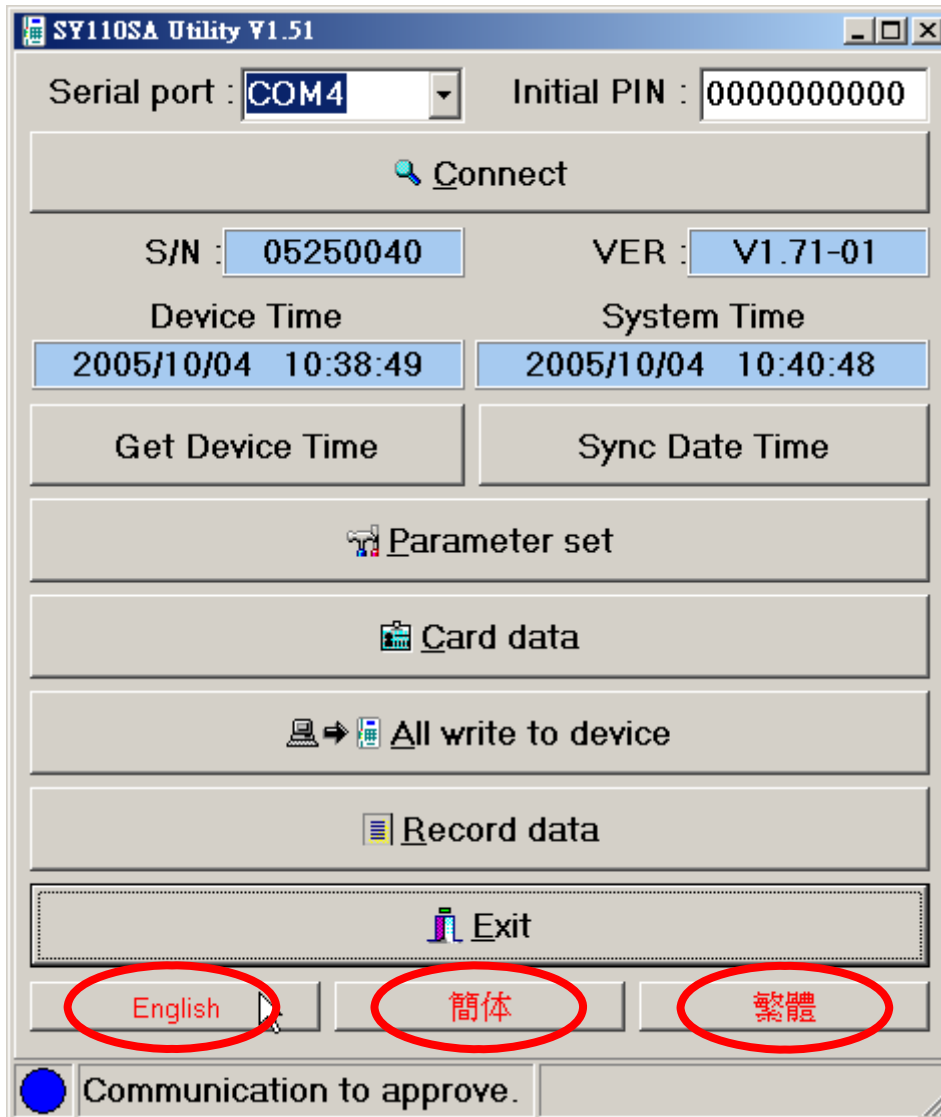 SY110SA Utility V1.51
Serial port : COM4 Initial PIN : 0000000000
Connect
S/N : 05250040 VER : V1.71-01
Device Time System Time
2005/10/04 10:38:49 2005/10/04 10:40:48
Get Device Time Sync Date Time
Parameter set
Card data
All write to device
Record data
Exit
English 簡体 繁體
Communication to approve.